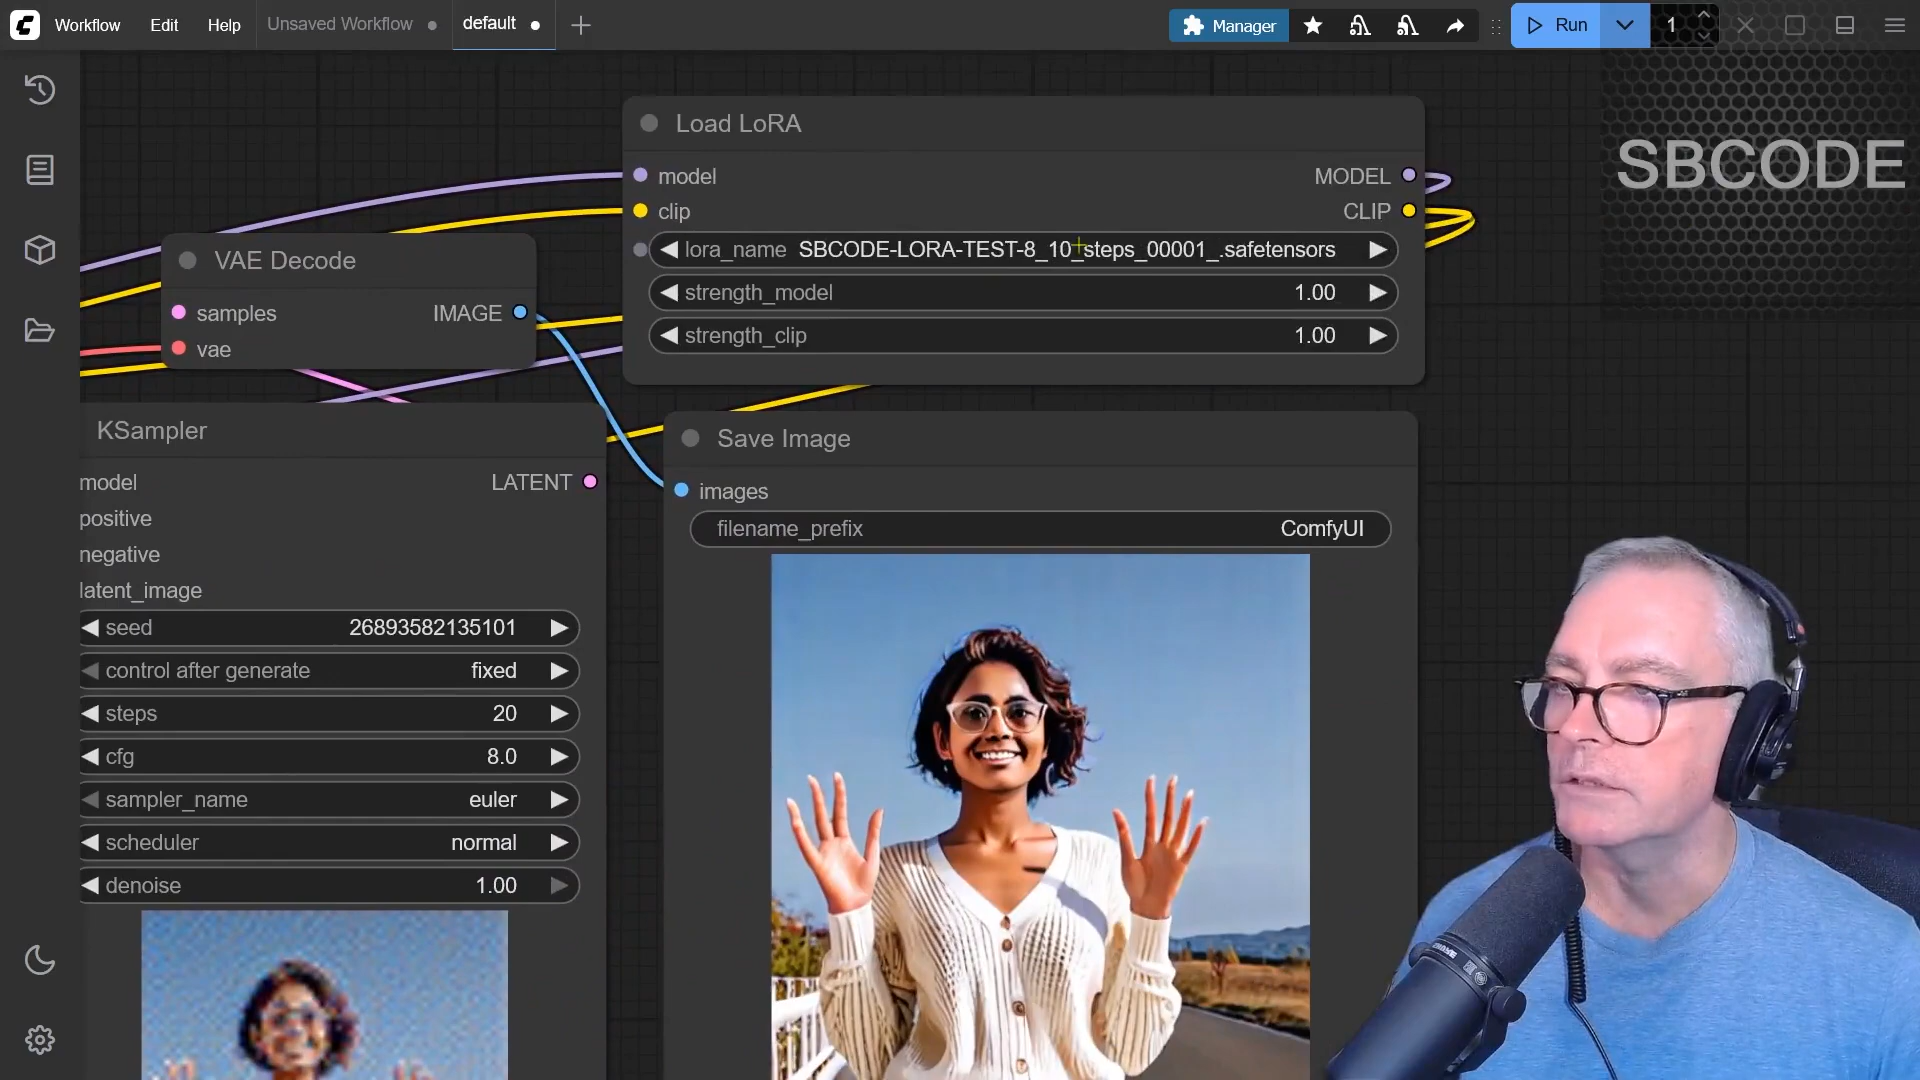 Workflow Edit Help Unsaved Workflow default Manager Run 1
SBCODE
Load LoRA
model MODEL
clip CLIP
lora_name SBCODE-LORA-TEST-8_10_steps_00001_.safetensors
strength_model 1.00
strength_clip 1.00
VAE Decode
samples IMAGE
vae
KSampler
model LATENT
positive
negative
latent_image
seed 26893582135101
control after generate fixed
steps 20
cfg 8.0
sampler_name euler
scheduler normal
denoise 1.00
Save Image
images
filename_prefix ComfyUI